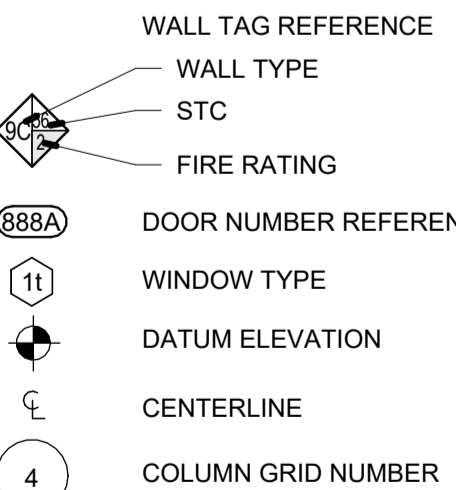 WALL TAG REFERENCE
WALL TYPE
9C 56 STC
2 FIRE RATING
888A DOOR NUMBER REFEREN
1t WINDOW TYPE
DATUM ELEVATION
℄ CENTERLINE
4 COLUMN GRID NUMBER